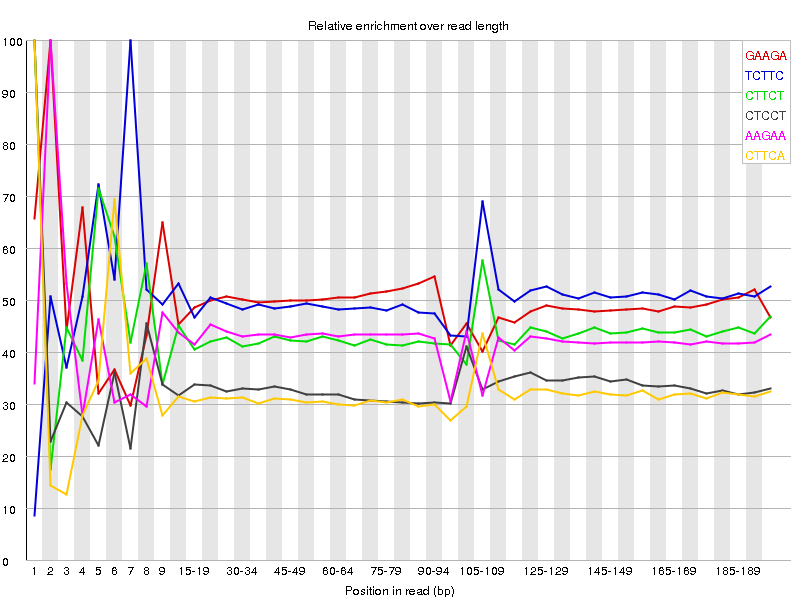 Relative enrichment over read length
100
90
80
70
60
50
40
30
20
10
0
GAAGA
TCTTC
CTTCT
CTCCT
AAGAA
CTTCA
1 2 3 4 5 6 7 8 9 15-19 30-34 45-49 60-64 75-79 90-94 105-109 125-129 145-149 165-169 185-189
Position in read (bp)